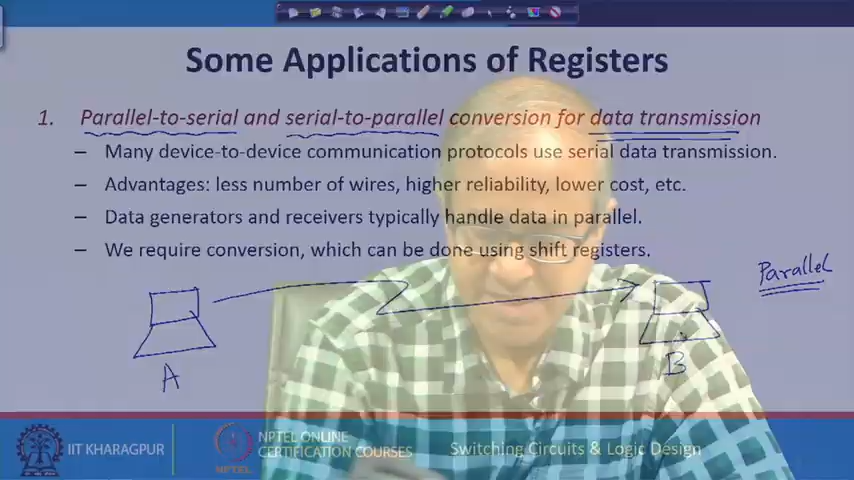 Some Applications of Registers
1. Parallel-to-serial and serial-to-parallel conversion for data transmission
– Many device-to-device communication protocols use serial data transmission.
– Advantages: less number of wires, higher reliability, lower cost, etc.
– Data generators and receivers typically handle data in parallel.
– We require conversion, which can be done using shift registers.
Parallel
A
B
IIT KHARAGPUR
NPTEL
NPTEL ONLINE
CERTIFICATION COURSES
Switching Circuits & Logic Design